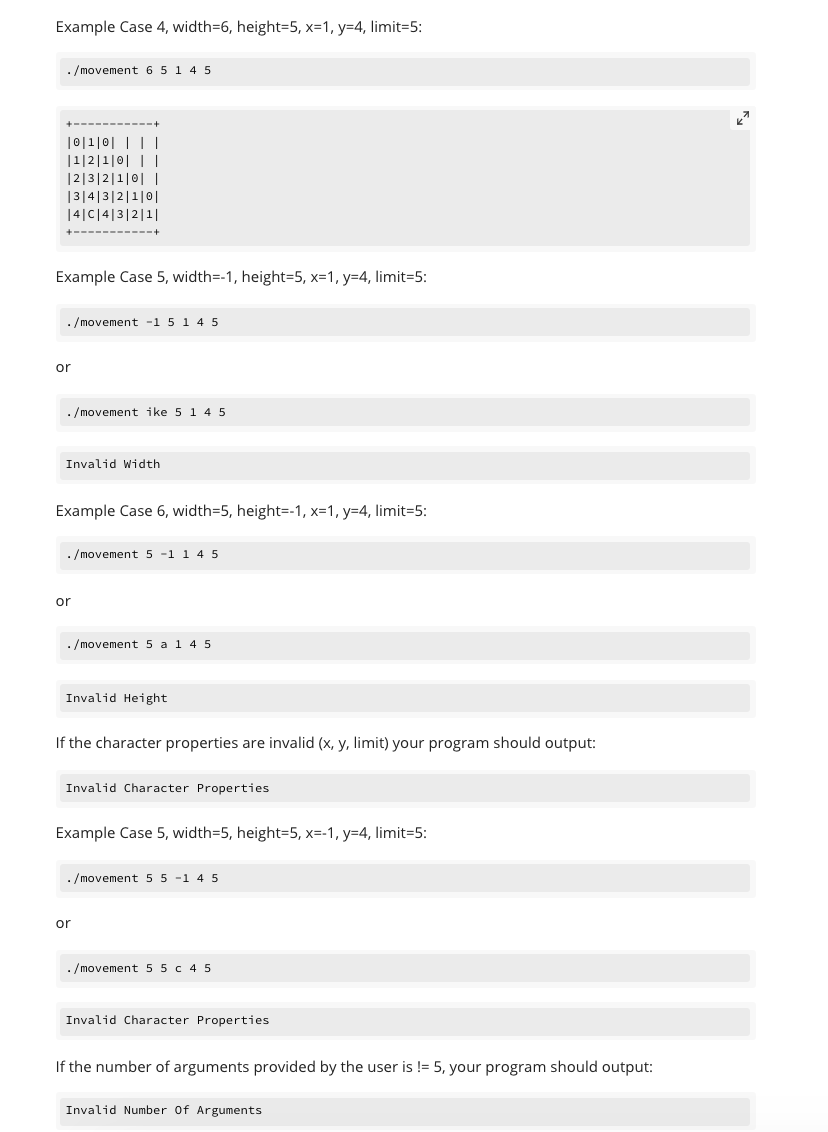 Example Case 4, width=6, height=5, x=1, y=4, limit=5:
./movement 6 5 1 4 5
+-----------+
|0|1|0| | | |
|1|2|1|0| | |
|2|3|2|1|0| |
|3|4|3|2|1|0|
|4|C|4|3|2|1|
+-----------+
Example Case 5, width=-1, height=5, x=1, y=4, limit=5:
./movement -1 5 1 4 5
or
./movement ike 5 1 4 5
Invalid Width
Example Case 6, width=5, height=-1, x=1, y=4, limit=5:
./movement 5 -1 1 4 5
or
./movement 5 a 1 4 5
Invalid Height
If the character properties are invalid (x, y, limit) your program should output:
Invalid Character Properties
Example Case 5, width=5, height=5, x=-1, y=4, limit=5:
./movement 5 5 -1 4 5
or
./movement 5 5 c 4 5
Invalid Character Properties
If the number of arguments provided by the user is != 5, your program should output:
Invalid Number Of Arguments